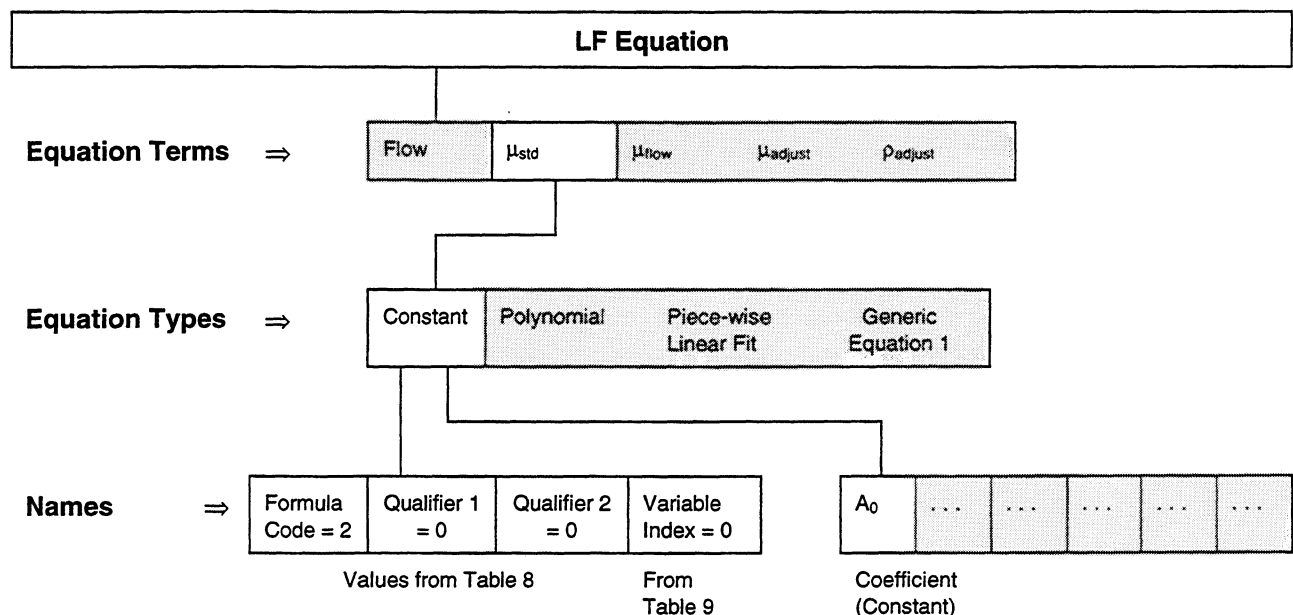 LF Equation
Equation Terms ⇒ Flow μstd μflow μadjust ρadjust
Equation Types ⇒ Constant Polynomial Piece-wise Linear Fit Generic Equation 1
Names ⇒ Formula Code = 2 Qualifier 1 = 0 Qualifier 2 = 0 Variable Index = 0 A0 ... ... ... ... ...
Values from Table 8 From Table 9 Coefficient (Constant)